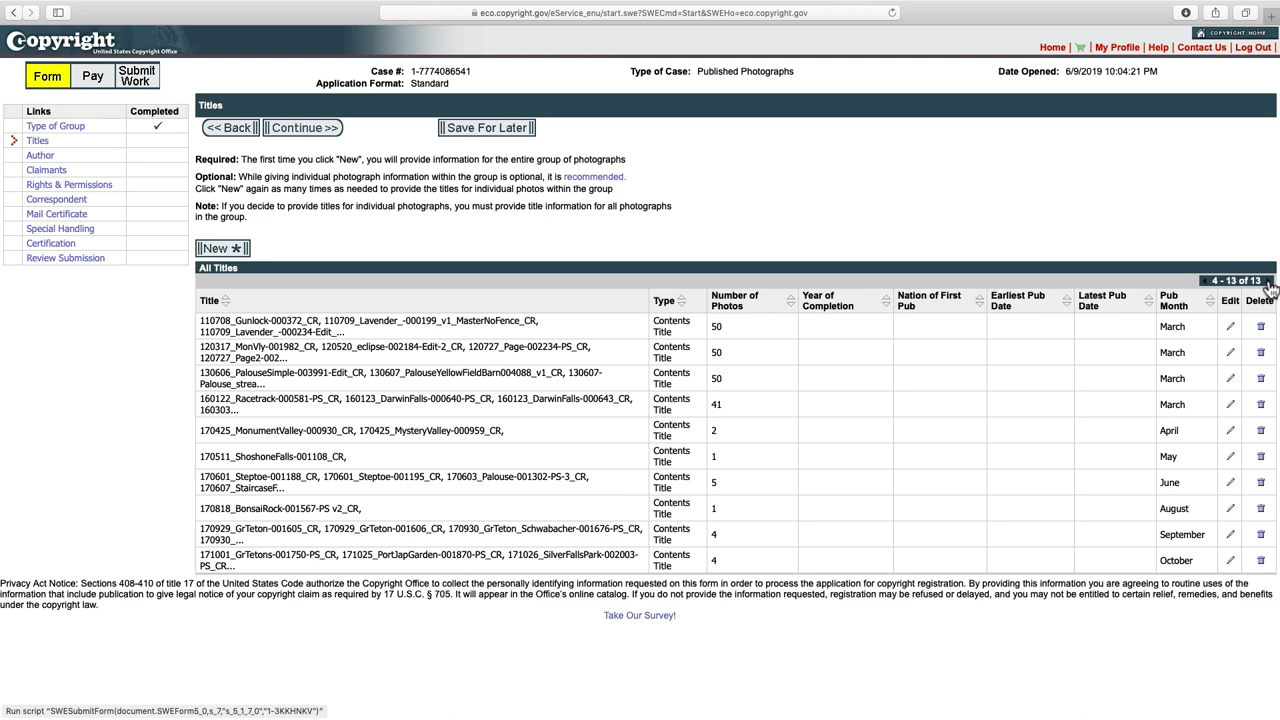 eco.copyright.gov/eService_enu/start.swe?SWECmd=Start&SWEHo=eco.copyright.gov
Copyright
United States Copyright Office
COPYRIGHT HOME
Home My Profile Help Contact Us Log Out
Form Pay Submit Work
Case #: 1-7774086541 Type of Case: Published Photographs Date Opened: 6/9/2019 10:04:21 PM
Application Format: Standard
Links Completed
Type of Group ✓
Titles
Author
Claimants
Rights & Permissions
Correspondent
Mail Certificate
Special Handling
Certification
Review Submission
Titles
<< Back Continue >> Save For Later
Required: The first time you click "New", you will provide information for the entire group of photographs
Optional: While giving individual photograph information within the group is optional, it is recommended.
Click "New" again as many times as needed to provide the titles for individual photos within the group
Note: If you decide to provide titles for individual photographs, you must provide title information for all photographs
in the group.
New *
All Titles
4 - 13 of 13
Title Type Number of Photos Year of Completion Nation of First Pub Earliest Pub Date Latest Pub Date Pub Month Edit Delete
110708_Gunlock-000372_CR, 110709_Lavender_-000199_v1_MasterNoFence_CR, Contents Title 50 March
110709_Lavender_-000234-Edit_...
120317_MonVly-001982_CR, 120520_eclipse-002184-Edit-2_CR, 120727_Page-002234-PS_CR, Contents Title 50 March
120727_Page2-002...
130606_PalouseSimple-003991-Edit_CR, 130607_PalouseYellowFieldBarn004088_v1_CR, 130607- Contents Title 50 March
Palouse_strea...
160122_Racetrack-000581-PS_CR, 160123_DarwinFalls-000640-PS_CR, 160123_DarwinFalls-000643_CR, Contents Title 41 March
160303...
170425_MonumentValley-000930_CR, 170425_MysteryValley-000959_CR, Contents Title 2 April
170511_ShoshoneFalls-001108_CR, Contents Title 1 May
170601_Steptoe-001188_CR, 170601_Steptoe-001195_CR, 170603_Palouse-001302-PS-3_CR, Contents Title 5 June
170607_StaircaseF...
170818_BonsaiRock-001567-PS v2_CR, Contents Title 1 August
170929_GrTeton-001605_CR, 170929_GrTeton-001606_CR, 170930_GrTeton_Schwabacher-001676-PS_CR, Contents Title 4 September
170930_...
171001_GrTetons-001750-PS_CR, 171025_PortJapGarden-001870-PS_CR, 171026_SilverFallsPark-002003- Contents Title 4 October
PS_CR...
Privacy Act Notice: Sections 408-410 of title 17 of the United States Code authorize the Copyright Office to collect the personally identifying information requested on this form in order to process the application for copyright registration. By providing this information you are agreeing to routine uses of the
information that include publication to give legal notice of your copyright claim as required by 17 U.S.C. § 705. It will appear in the Office's online catalog. If you do not provide the information requested, registration may be refused or delayed, and you may not be entitled to certain relief, remedies, and benefits
under the copyright law.
Take Our Survey!
Run script "SWESubmitForm(document.SWEForm5_0,s_7,"s_5_1_7_0","1-3KKHNKV")"